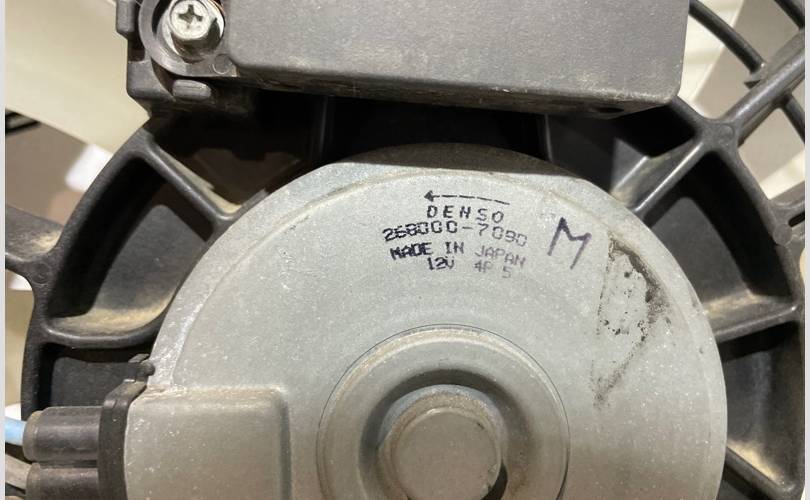 DENSO
268000-7090
M
MADE IN JAPAN
12V 4P 5